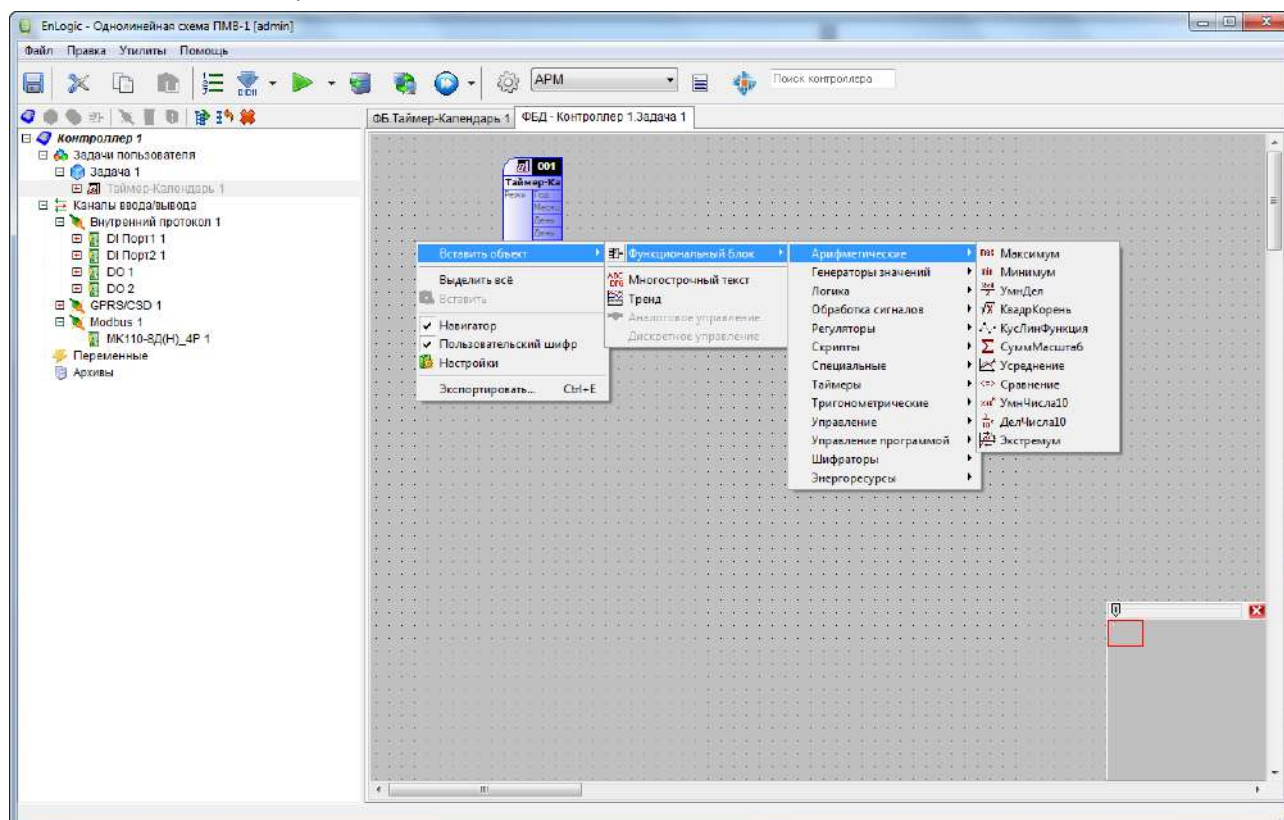 EnLogic - Однолинейная схема ПМВ-1 [admin]
Файл Правка Утилиты Помощь
АРМ
Поиск контроллера
ФБ.Таймер-Календарь 1 ФБД - Контроллер 1.Задача 1
Контроллер 1
Задачи пользователя
Задача 1
Таймер-Календарь 1
Каналы ввода/вывода
Внутренний протокол 1
DI Порт1 1
DI Порт2 1
DO 1
DO 2
GPRS/CSD 1
Modbus 1
МК110-8Д(Н)_4Р 1
Переменные
Архивы
001
Таймер-Ка
Режи Год
Месяц
День
День
Вставить объект
Выделить всё
Вставить
Навигатор
Пользовательский шифр
Настройки
Экспортировать... Ctrl+E
Функциональный блок
Многострочный текст
Тренд
Аналоговое управление
Дискретное управление
Арифметические
Генераторы значений
Логика
Обработка сигналов
Регуляторы
Скрипты
Специальные
Таймеры
Тригонометрические
Управление
Управление программой
Шифраторы
Энергоресурсы
Максимум
Минимум
УмнДел
КвадрКорень
КусЛинФункция
СуммМасштаб
Усреднение
Сравнение
УмнЧисла10
ДелЧисла10
Экстремум